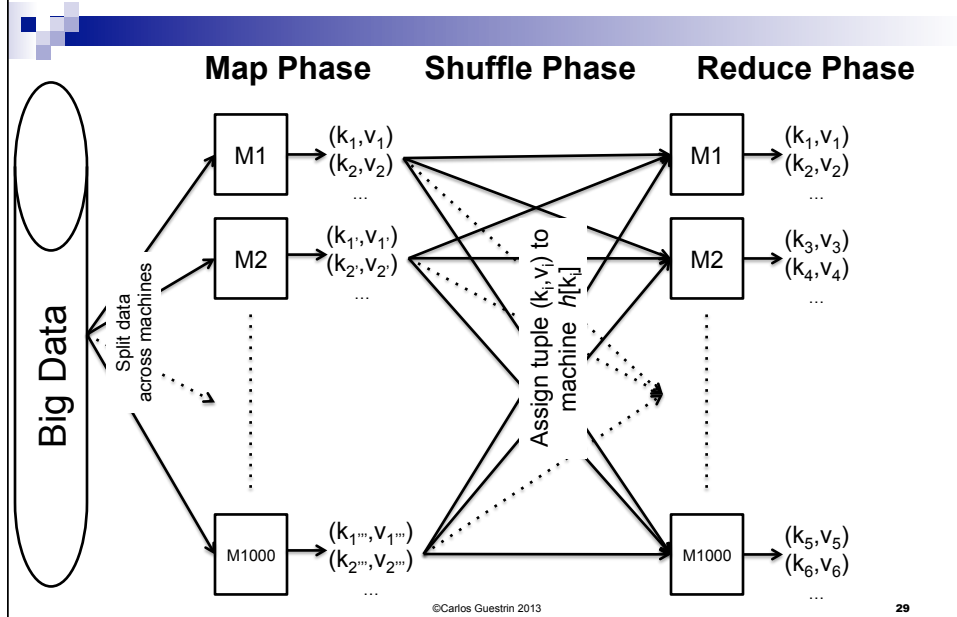 Map Phase
Shuffle Phase
Reduce Phase
Big Data
Split data
across machines
M1
(k₁,v₁)
(k₂,v₂)
...
M2
(k₁',v₁')
(k₂',v₂')
...
M1000
(k₁''',v₁''')
(k₂''',v₂''')
...
Assign tuple (kᵢ,vᵢ) to
machine h[kᵢ]
M1
(k₁,v₁)
(k₂,v₂)
...
M2
(k₃,v₃)
(k₄,v₄)
...
M1000
(k₅,v₅)
(k₆,v₆)
...
©Carlos Guestrin 2013
29